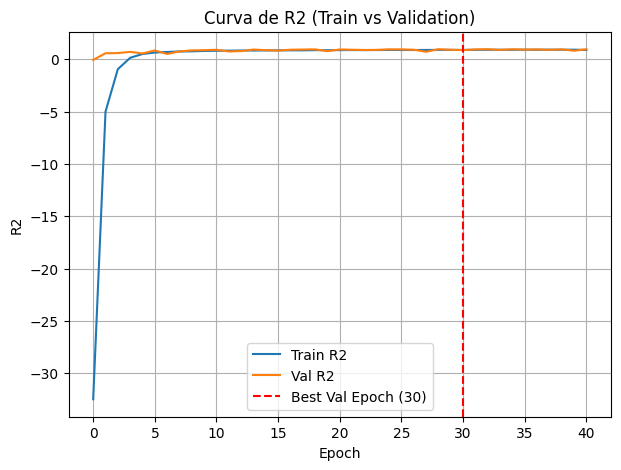 Curva de R2 (Train vs Validation)
R2
0
−5
−10
−15
−20
−25
−30
Train R2
Val R2
Best Val Epoch (30)
0 5 10 15 20 25 30 35 40
Epoch